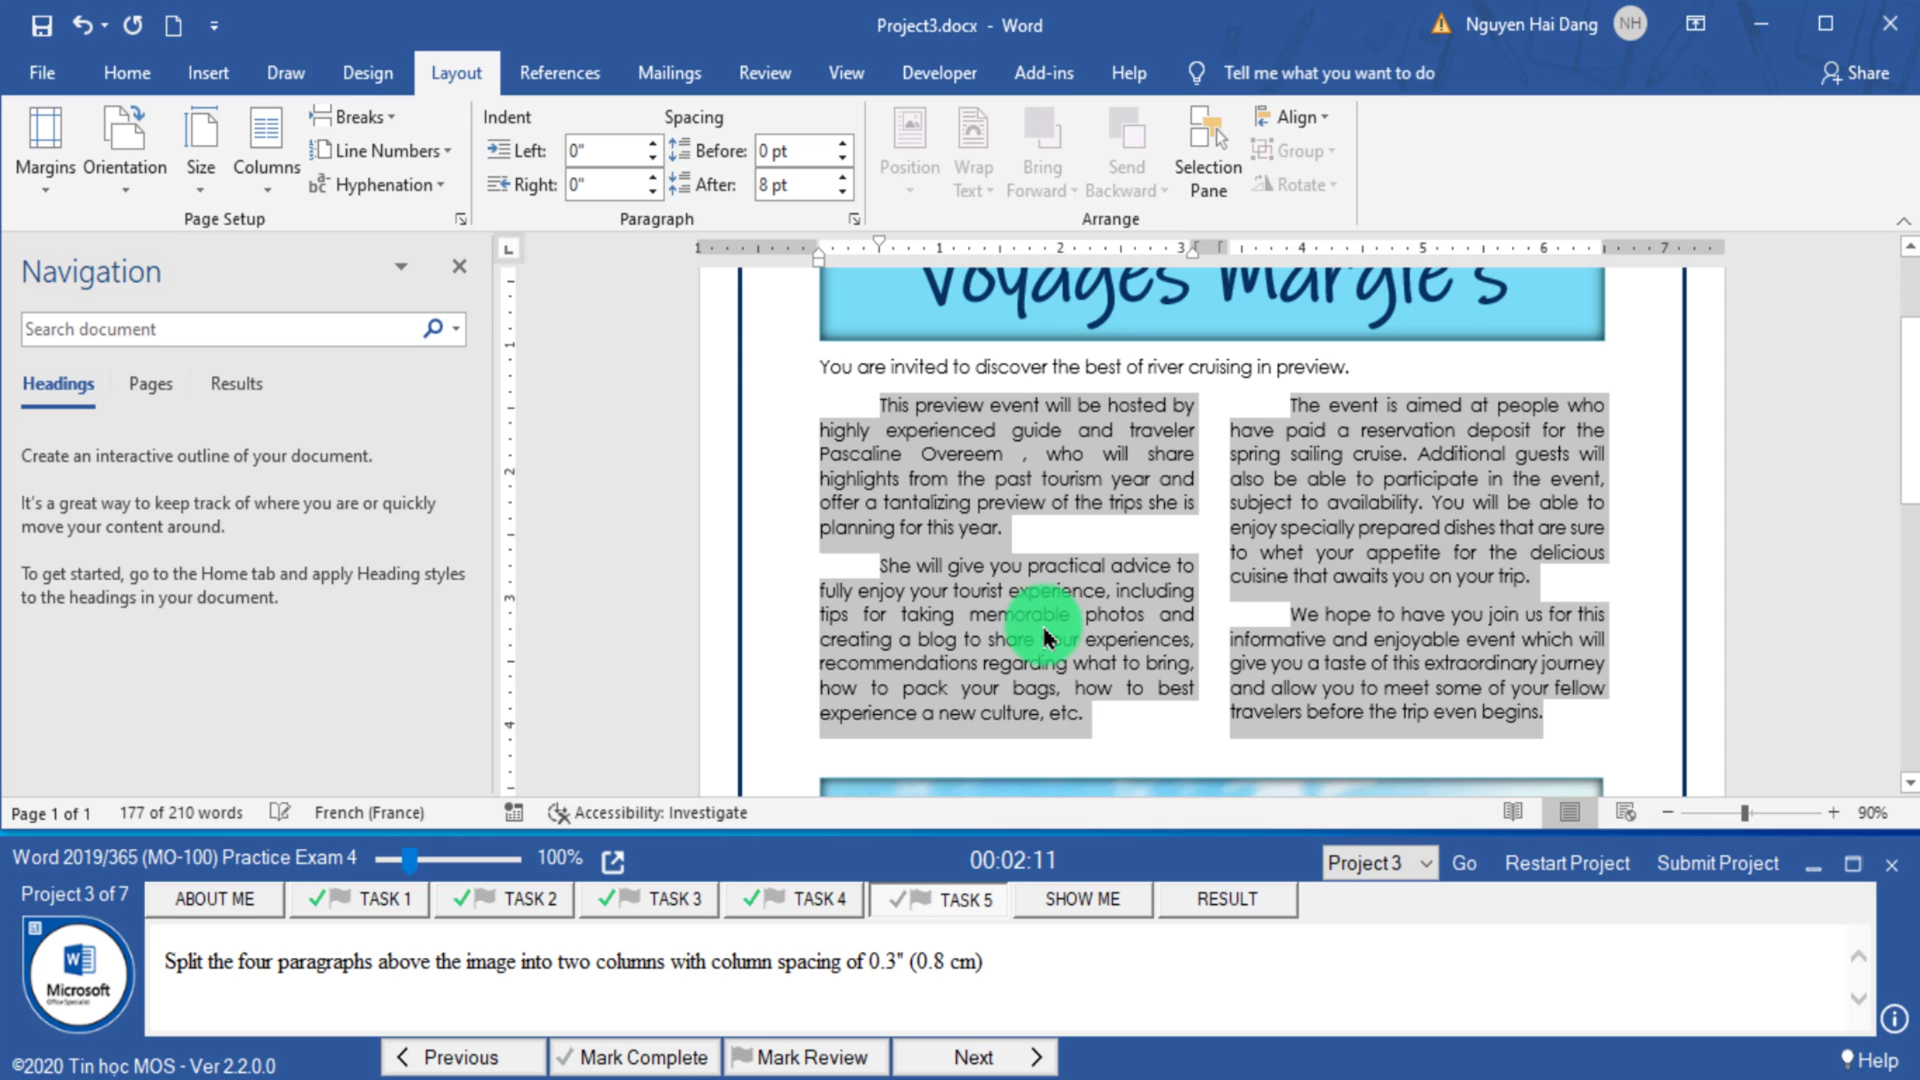 Project3.docx - Word
Nguyen Hai Dang
NH
File Home Insert Draw Design Layout References Mailings Review View Developer Add-ins Help Tell me what you want to do Share
Margins Orientation Size Columns
Breaks
Line Numbers
Hyphenation
Page Setup
Indent
Left: 0"
Right: 0"
Spacing
Before: 0 pt
After: 8 pt
Paragraph
Position
Wrap Text
Bring Forward
Send Backward
Selection Pane
Align
Group
Rotate
Arrange
Navigation
Search document
Headings Pages Results
Create an interactive outline of your document.
It's a great way to keep track of where you are or quickly
move your content around.
To get started, go to the Home tab and apply Heading styles
to the headings in your document.
L
1 1 2 3 4 5 6 7
1
2
3
4
Voyages Margie's
You are invited to discover the best of river cruising in preview.
This preview event will be hosted by
highly experienced guide and traveler
Pascaline Overeem , who will share
highlights from the past tourism year and
offer a tantalizing preview of the trips she is
planning for this year.
She will give you practical advice to
fully enjoy your tourist experience, including
tips for taking memorable photos and
creating a blog to share your experiences,
recommendations regarding what to bring,
how to pack your bags, how to best
experience a new culture, etc.
The event is aimed at people who
have paid a reservation deposit for the
spring sailing cruise. Additional guests will
also be able to participate in the event,
subject to availability. You will be able to
enjoy specially prepared dishes that are sure
to whet your appetite for the delicious
cuisine that awaits you on your trip.
We hope to have you join us for this
informative and enjoyable event which will
give you a taste of this extraordinary journey
and allow you to meet some of your fellow
travelers before the trip even begins.
Page 1 of 1 177 of 210 words French (France) Accessibility: Investigate 90%
Word 2019/365 (MO-100) Practice Exam 4 100% 00:02:11 Project 3 Go Restart Project Submit Project
Project 3 of 7 ABOUT ME TASK 1 TASK 2 TASK 3 TASK 4 TASK 5 SHOW ME RESULT
Split the four paragraphs above the image into two columns with column spacing of 0.3" (0.8 cm)
Microsoft
Office Specialist
Previous Mark Complete Mark Review Next
©2020 Tin học MOS - Ver 2.2.0.0
Help